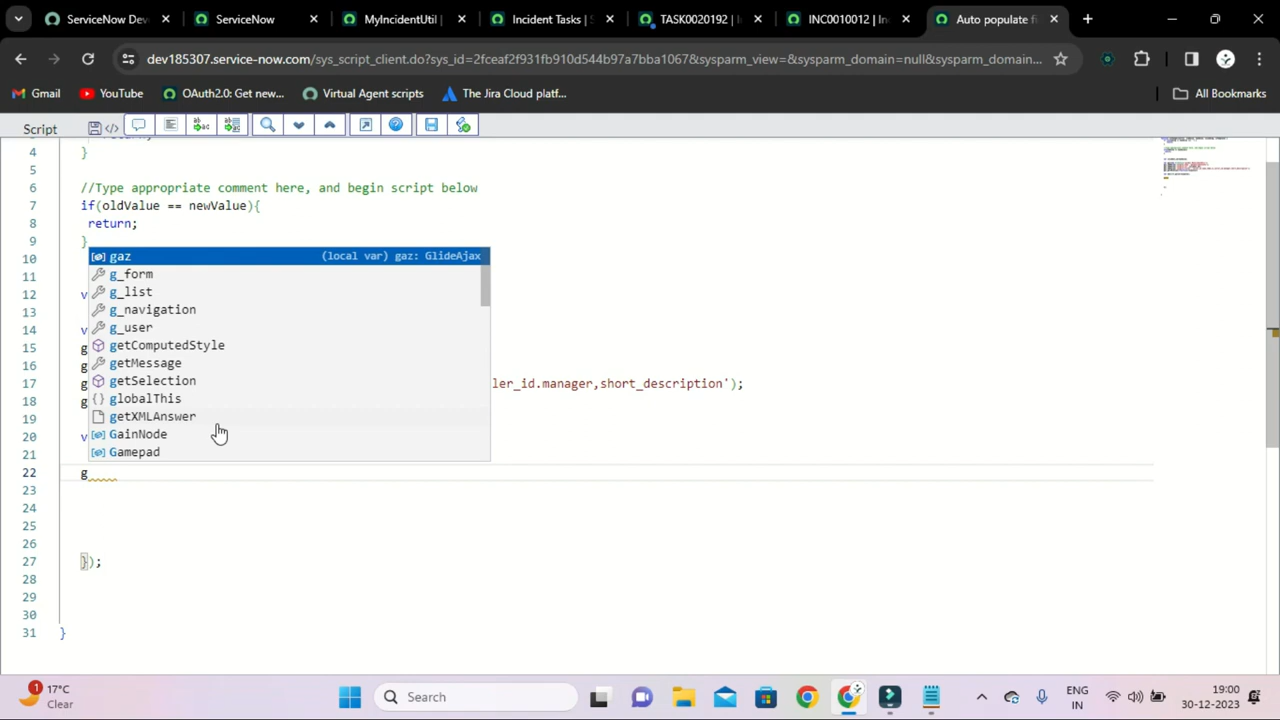 ServiceNow Dev
ServiceNow
MyIncidentUtil |
Incident Tasks | S
TASK0020192 | I
INC0010012 | Inc
Auto populate fi
dev185307.service-now.com/sys_script_client.do?sys_id=2fceaf2f931fb910d544b97a7bba1067&sysparm_view=&sysparm_domain=null&sysparm_domain...
Gmail
YouTube
OAuth2.0: Get new...
Virtual Agent scripts
The Jira Cloud platf...
All Bookmarks
Script
4 }
5
6 //Type appropriate comment here, and begin script below
7 if(oldValue == newValue){
8 return;
9 }
10
11
12 v
13
14 v
15 g
16 g
17 g ler_id.manager,short_description');
18 g
19
20 v
21
22 g
23
24
25
26
27 });
28
29
30
31 }
gaz (local var) gaz: GlideAjax
g_form
g_list
g_navigation
g_user
getComputedStyle
getMessage
getSelection
globalThis
getXMLAnswer
GainNode
Gamepad
1
17°C
Clear
Search
ENG
IN
19:00
30-12-2023